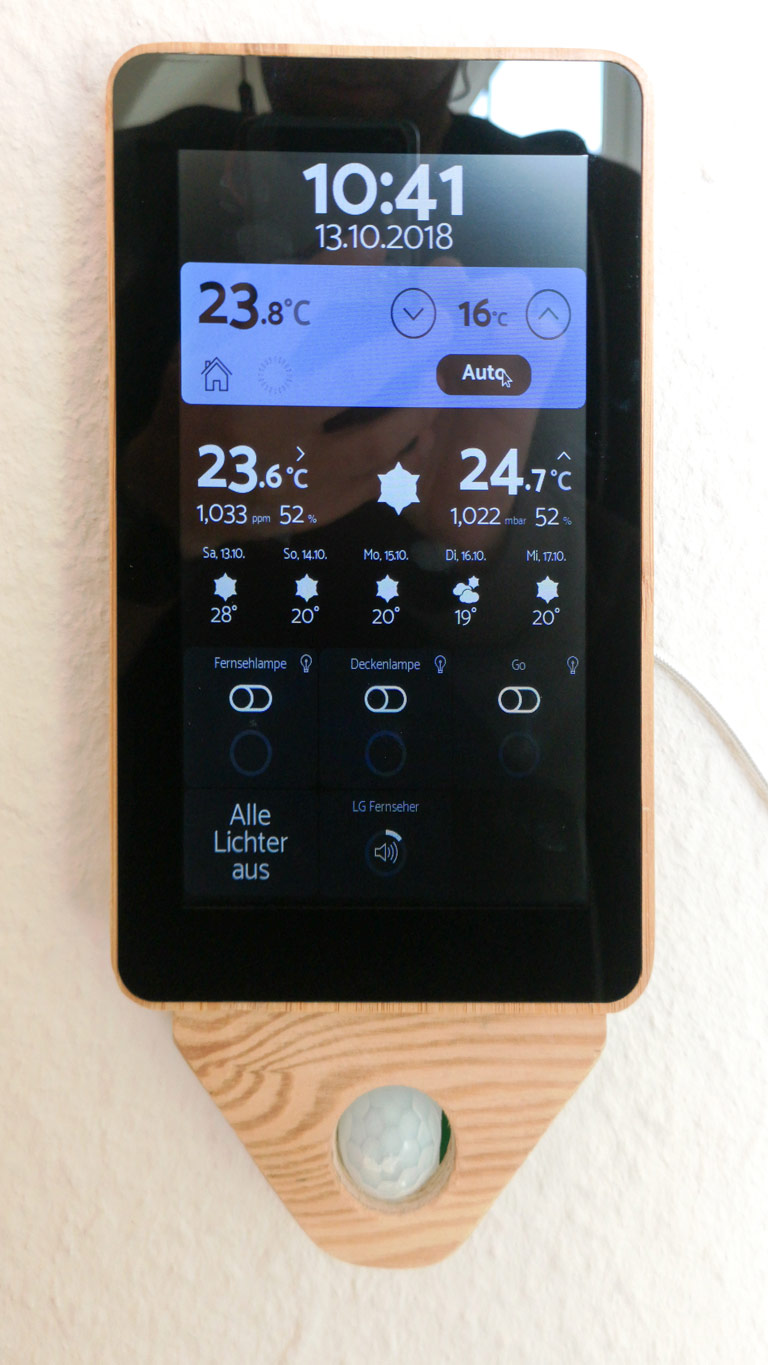 10:41
13.10.2018
23.8°C 16°C
Auto
23.6°C 24.7°C
1,033 ppm 52 % 1,022 mbar 52 %
Sa, 13.10. So, 14.10. Mo, 15.10. Di, 16.10. Mi, 17.10.
28° 20° 20° 19° 20°
Fernsehlampe Deckenlampe Go
Alle
Lichter
aus
LG Fernseher